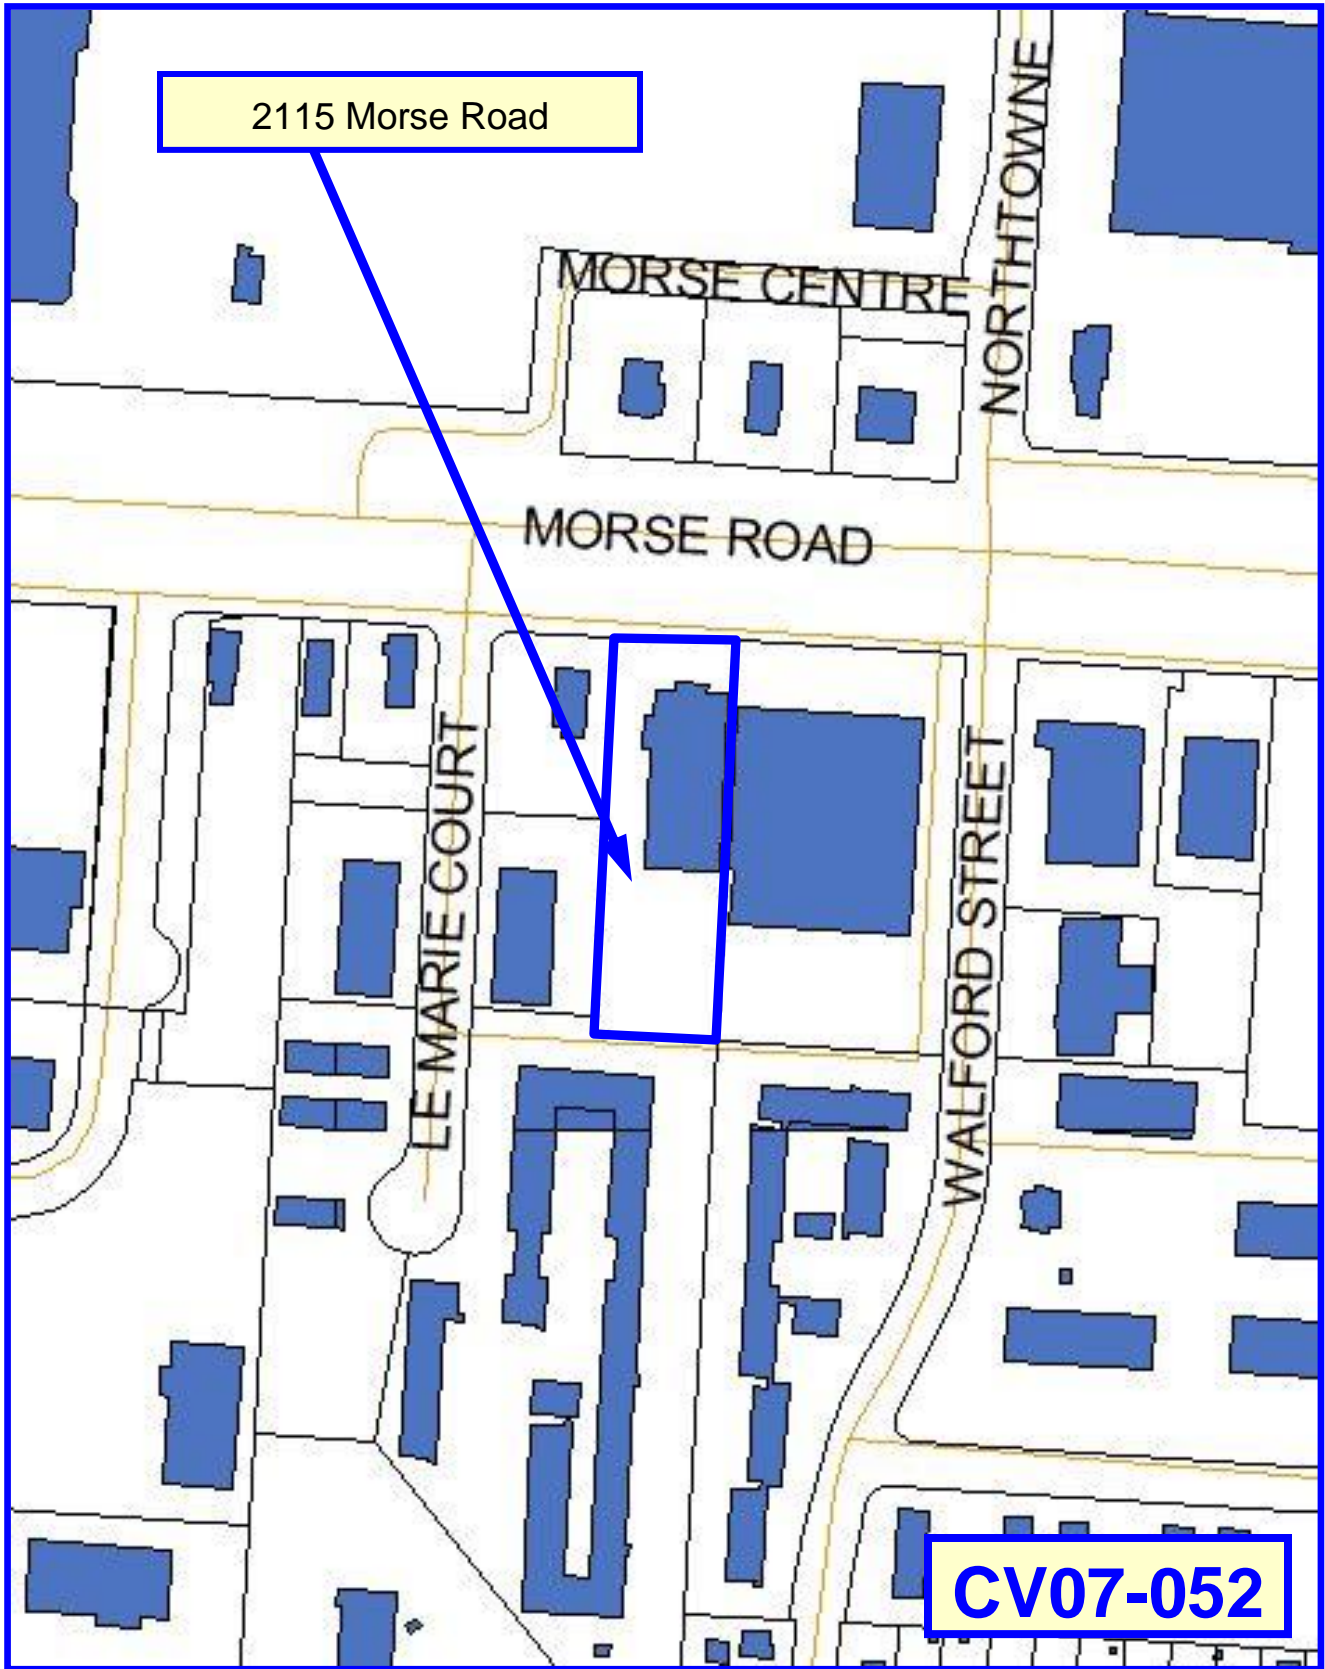 2115 Morse Road
NORTHTOWNE
MORSE CENTRE
MORSE ROAD
LE MARIE COURT
WALFORD STREET
CV07-052